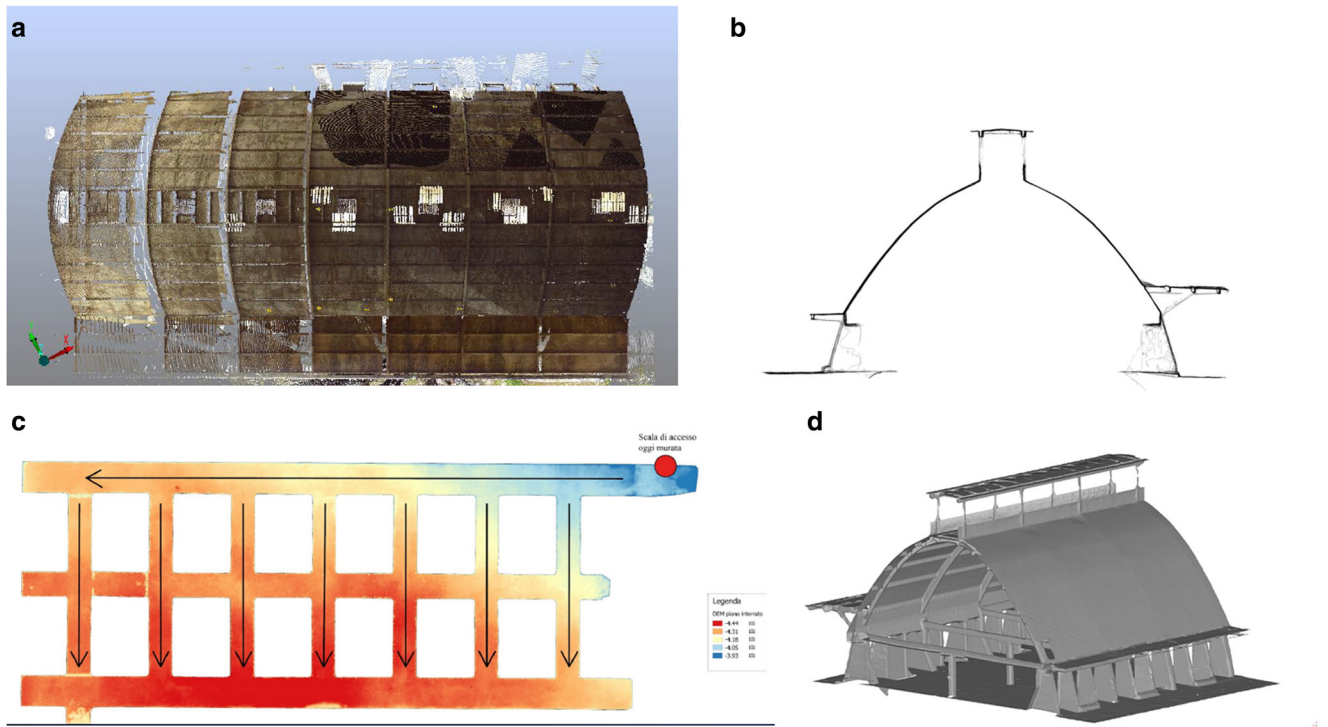 a
b
X
c
Scala di accesso
oggi murata
Legenda
DEM piano interrato
-4.44 m
-4.31 m
-4.18 m
-4.05 m
-3.93 m
d